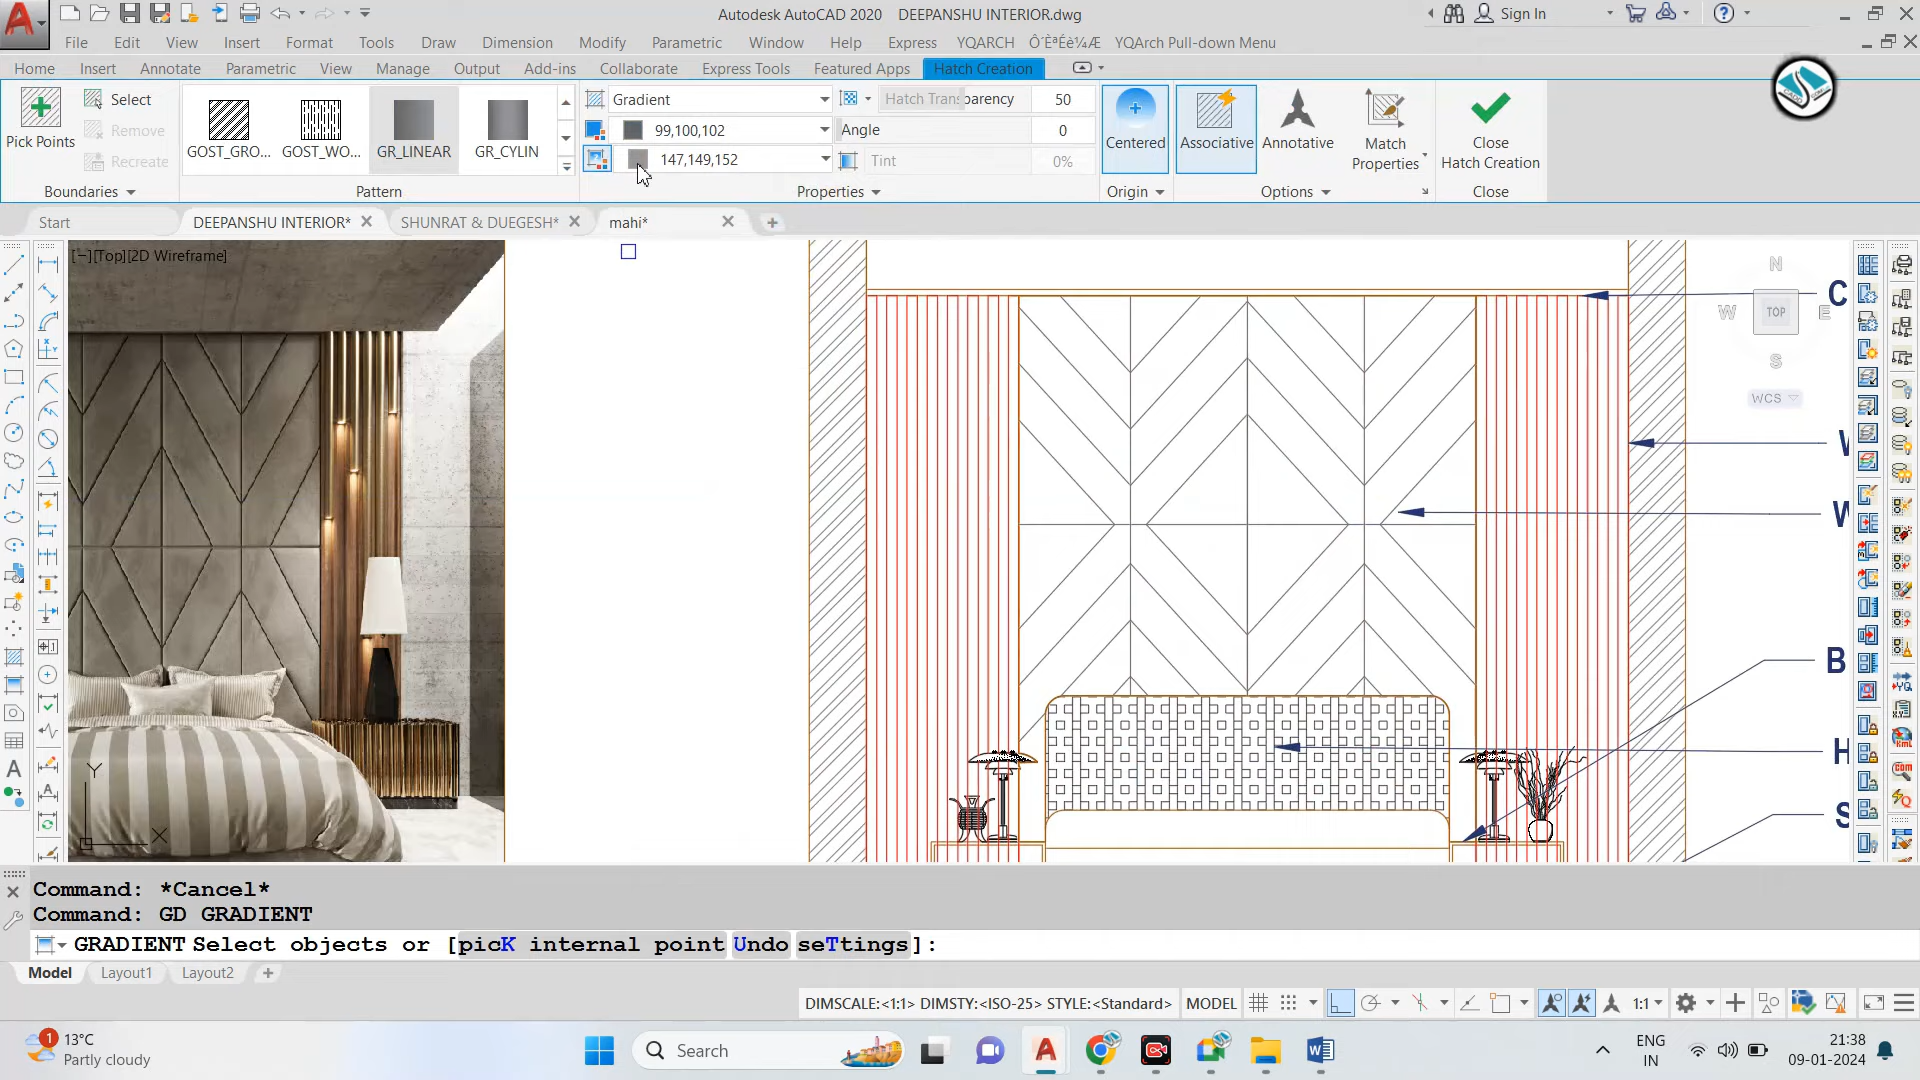 Autodesk AutoCAD 2020 DEEPANSHU INTERIOR.dwg
Sign In
File Edit View Insert Format Tools Draw Dimension Modify Parametric Window Help Express YQARCH Ô´ÈªÉè¼Æ YQArch Pull-down Menu
Home Insert Annotate Parametric View Manage Output Add-ins Collaborate Express Tools Featured Apps Hatch Creation
Pick Points
Select
Remove
Recreate
Boundaries
GOST_GRO...
GOST_WO...
GR_LINEAR
GR_CYLIN
Pattern
Gradient
99,100,102
147,149,152
Hatch Transparency 50
Angle 0
Tint 0%
Properties
Centered
Origin
Associative
Annotative
Match
Properties
Options
Close
Hatch Creation
Close
Start DEEPANSHU INTERIOR* SHUNRAT & DUEGESH* mahi*
[−][Top][2D Wireframe]
N
W TOP E
S
WCS
C
W
B
H
S
Y
X
Command: *Cancel*
Command: GD GRADIENT
GRADIENT Select objects or [picK internal point Undo seTtings]:
Model Layout1 Layout2
DIMSCALE:<1:1> DIMSTY:<ISO-25> STYLE:<Standard> MODEL 1:1
1
13°C
Partly cloudy
Search
ENG
IN
21:38
09-01-2024